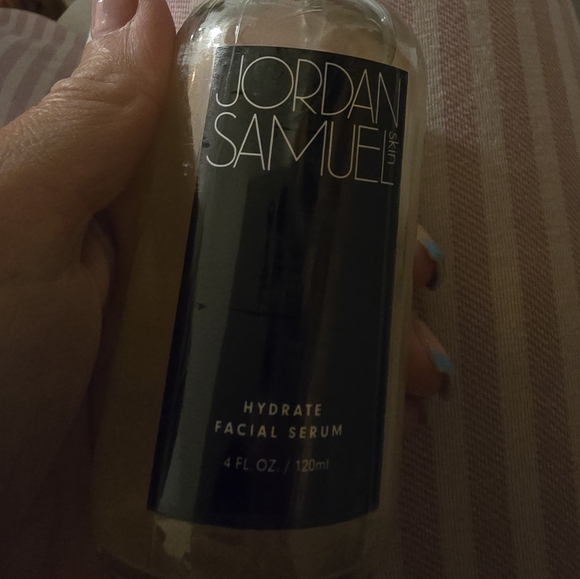 JORDAN
SAMUEL skin
HYDRATE
FACIAL SERUM
4 FL. OZ. / 120ml